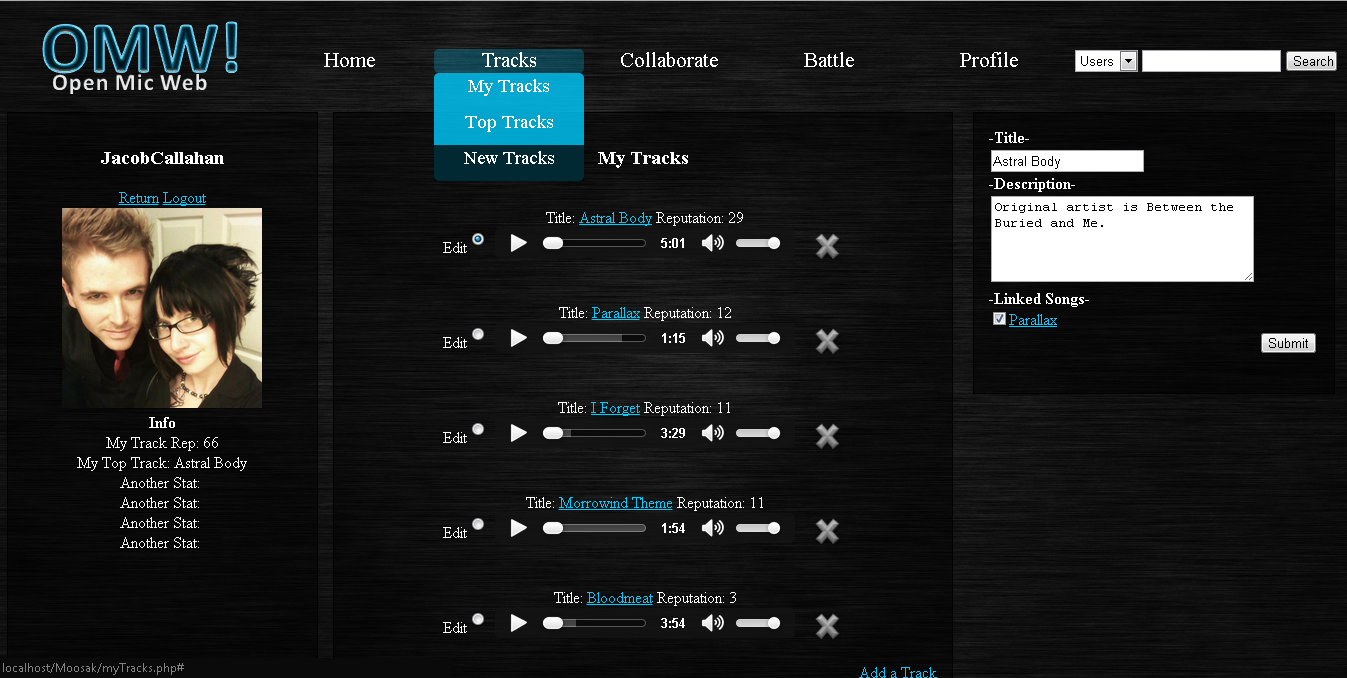 OMW!
Open Mic Web
Home
Tracks
Collaborate
Battle
Profile
Users
Search
My Tracks
Top Tracks
New Tracks
JacobCallahan
Return Logout
Info
My Track Rep: 66
My Top Track: Astral Body
Another Stat:
Another Stat:
Another Stat:
Another Stat:
My Tracks
Title: Astral Body Reputation: 29
Edit
5:01
Title: Parallax Reputation: 12
Edit
1:15
Title: I Forget Reputation: 11
Edit
3:29
Title: Morrowind Theme Reputation: 11
Edit
1:54
Title: Bloodmeat Reputation: 3
Edit
3:54
Add a Track
-Title-
Astral Body
-Description-
Original artist is Between the
Buried and Me.
-Linked Songs-
Parallax
Submit
localhost/Moosak/myTracks.php#